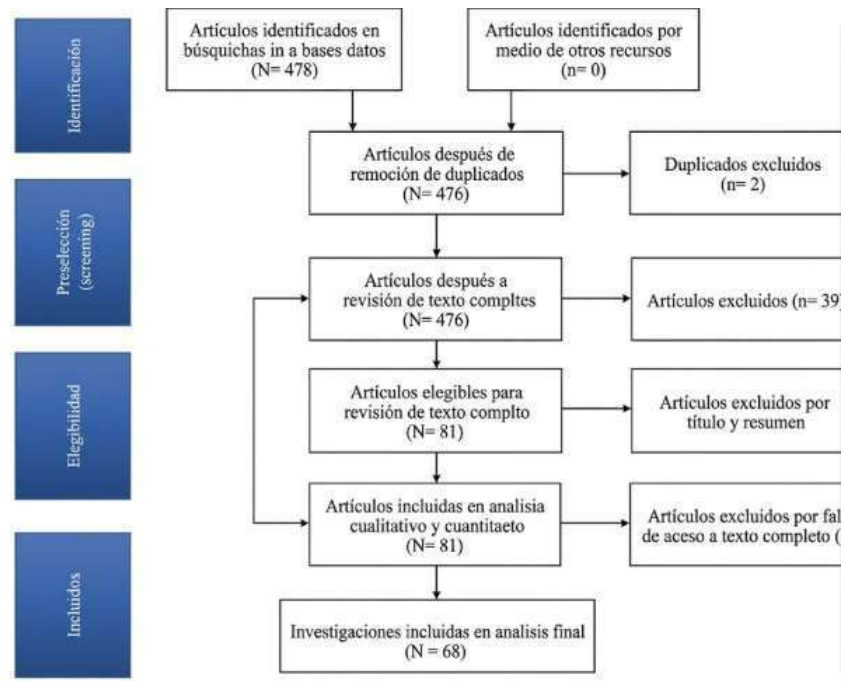 Identificación
Artículos identificados en
búsquichas in a bases datos
(N= 478)
Artículos identificados por
medio de otros recursos
(n= 0)
Artículos después de
remoción de duplicados
(N= 476)
Duplicados excluidos
(n= 2)
Preselección
(screening)
Artículos después a
revisión de texto compltes
N= 476)
Artículos excluidos (n= 39)
Elegibilidad
Artículos elegibles para
revisión de texto complto
(N= 81)
Artículos excluidos por
título y resumen
Artículos incluidas en analisia
cualitativo y cuantitaeto
(N= 81)
Artículos excluidos por fal
de aceso a texto completo (
Incluidos
Investigaciones incluidas en analisis final
(N = 68)